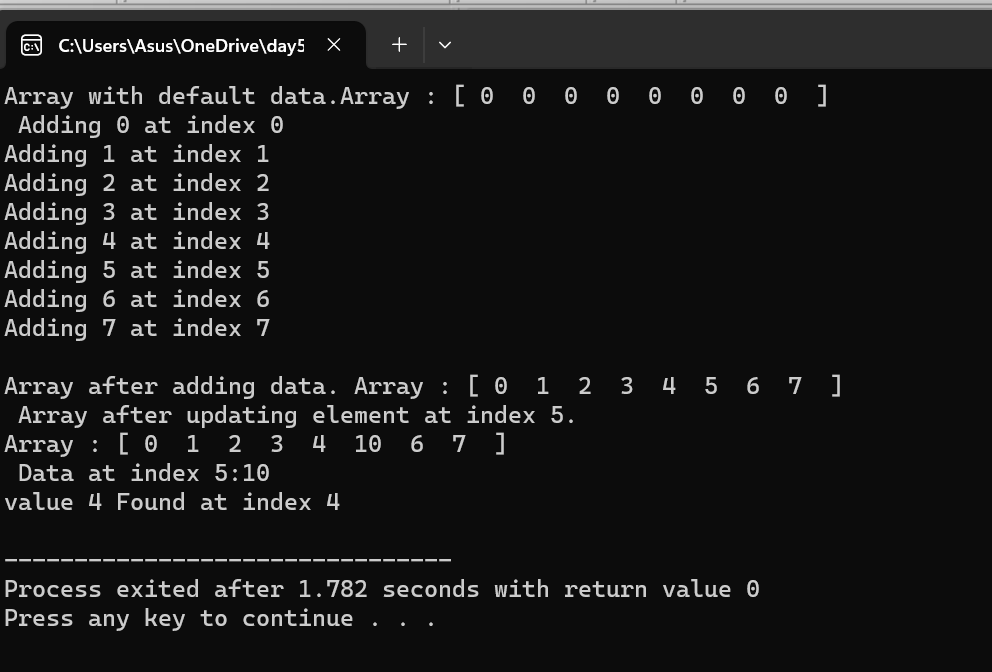 C:\Users\Asus\OneDrive\day5
Array with default data.Array : [ 0  0  0  0  0  0  0  0  ]
 Adding 0 at index 0
Adding 1 at index 1
Adding 2 at index 2
Adding 3 at index 3
Adding 4 at index 4
Adding 5 at index 5
Adding 6 at index 6
Adding 7 at index 7

Array after adding data. Array : [ 0  1  2  3  4  5  6  7  ]
 Array after updating element at index 5.
Array : [ 0  1  2  3  4  10  6  7  ]
 Data at index 5:10
value 4 Found at index 4

--------------------------------
Process exited after 1.782 seconds with return value 0
Press any key to continue . . .